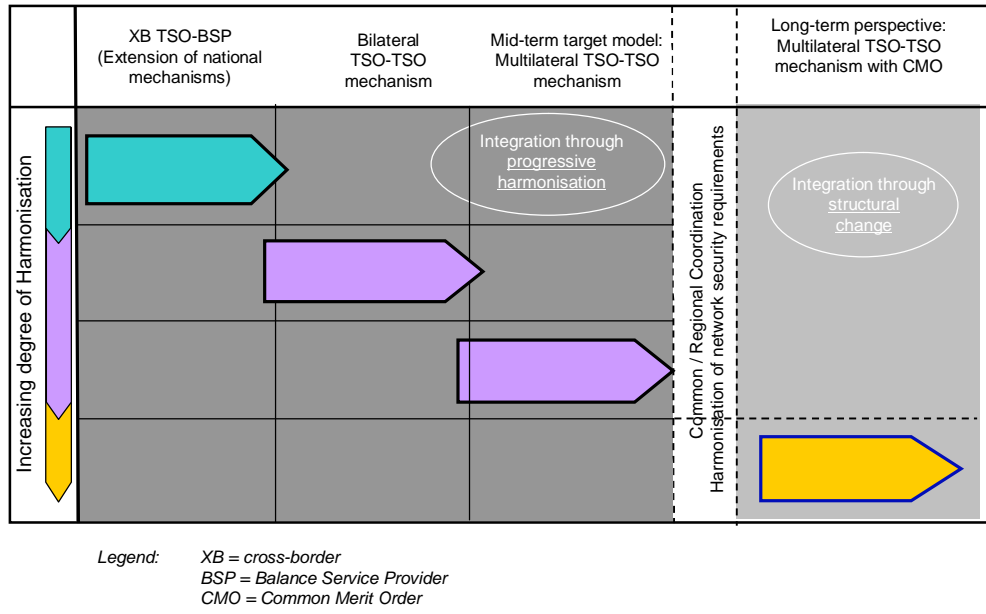 XB TSO-BSP
(Extension of national
mechanisms)
Bilateral
TSO-TSO
mechanism
Mid-term target model:
Multilateral TSO-TSO
mechanism
Long-term perspective:
Multilateral TSO-TSO
mechanism with CMO
Increasing degree of Harmonisation
Integration through
progressive
harmonisation
Common / Regional Coordination
Harmonisation of network security requirements
Integration through
structural
change
Legend: XB = cross-border
BSP = Balance Service Provider
CMO = Common Merit Order